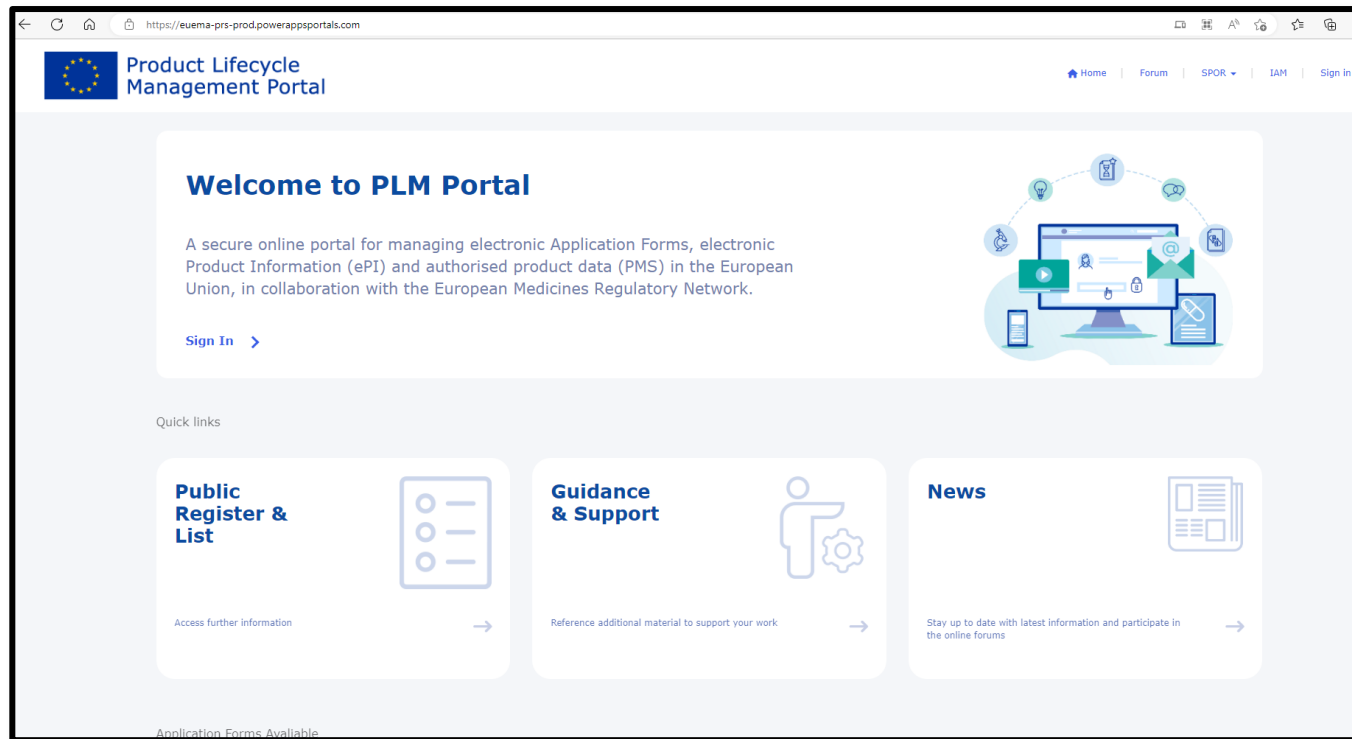 https://euema-prs-prod.powerappsportals.com
Product Lifecycle
Management Portal
Home
Forum
SPOR
IAM
Sign in
Welcome to PLM Portal
A secure online portal for managing electronic Application Forms, electronic
Product Information (ePI) and authorised product data (PMS) in the European
Union, in collaboration with the European Medicines Regulatory Network.
Sign In
@
Quick links
Public
Register &
List
Access further information
Guidance
& Support
Reference additional material to support your work
News
Stay up to date with latest information and participate in
the online forums
Application Forms Avaliable